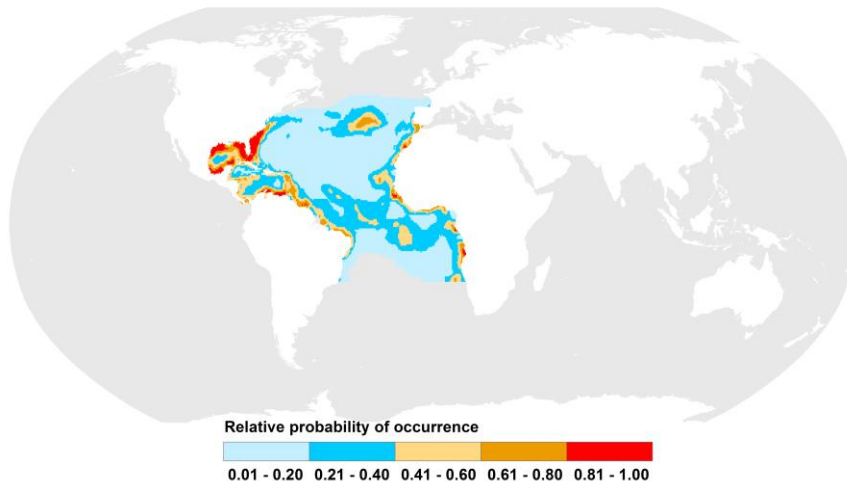 Relative probability of occurrence
0.01 - 0.20 0.21 - 0.40 0.41 - 0.60 0.61 - 0.80 0.81 - 1.00